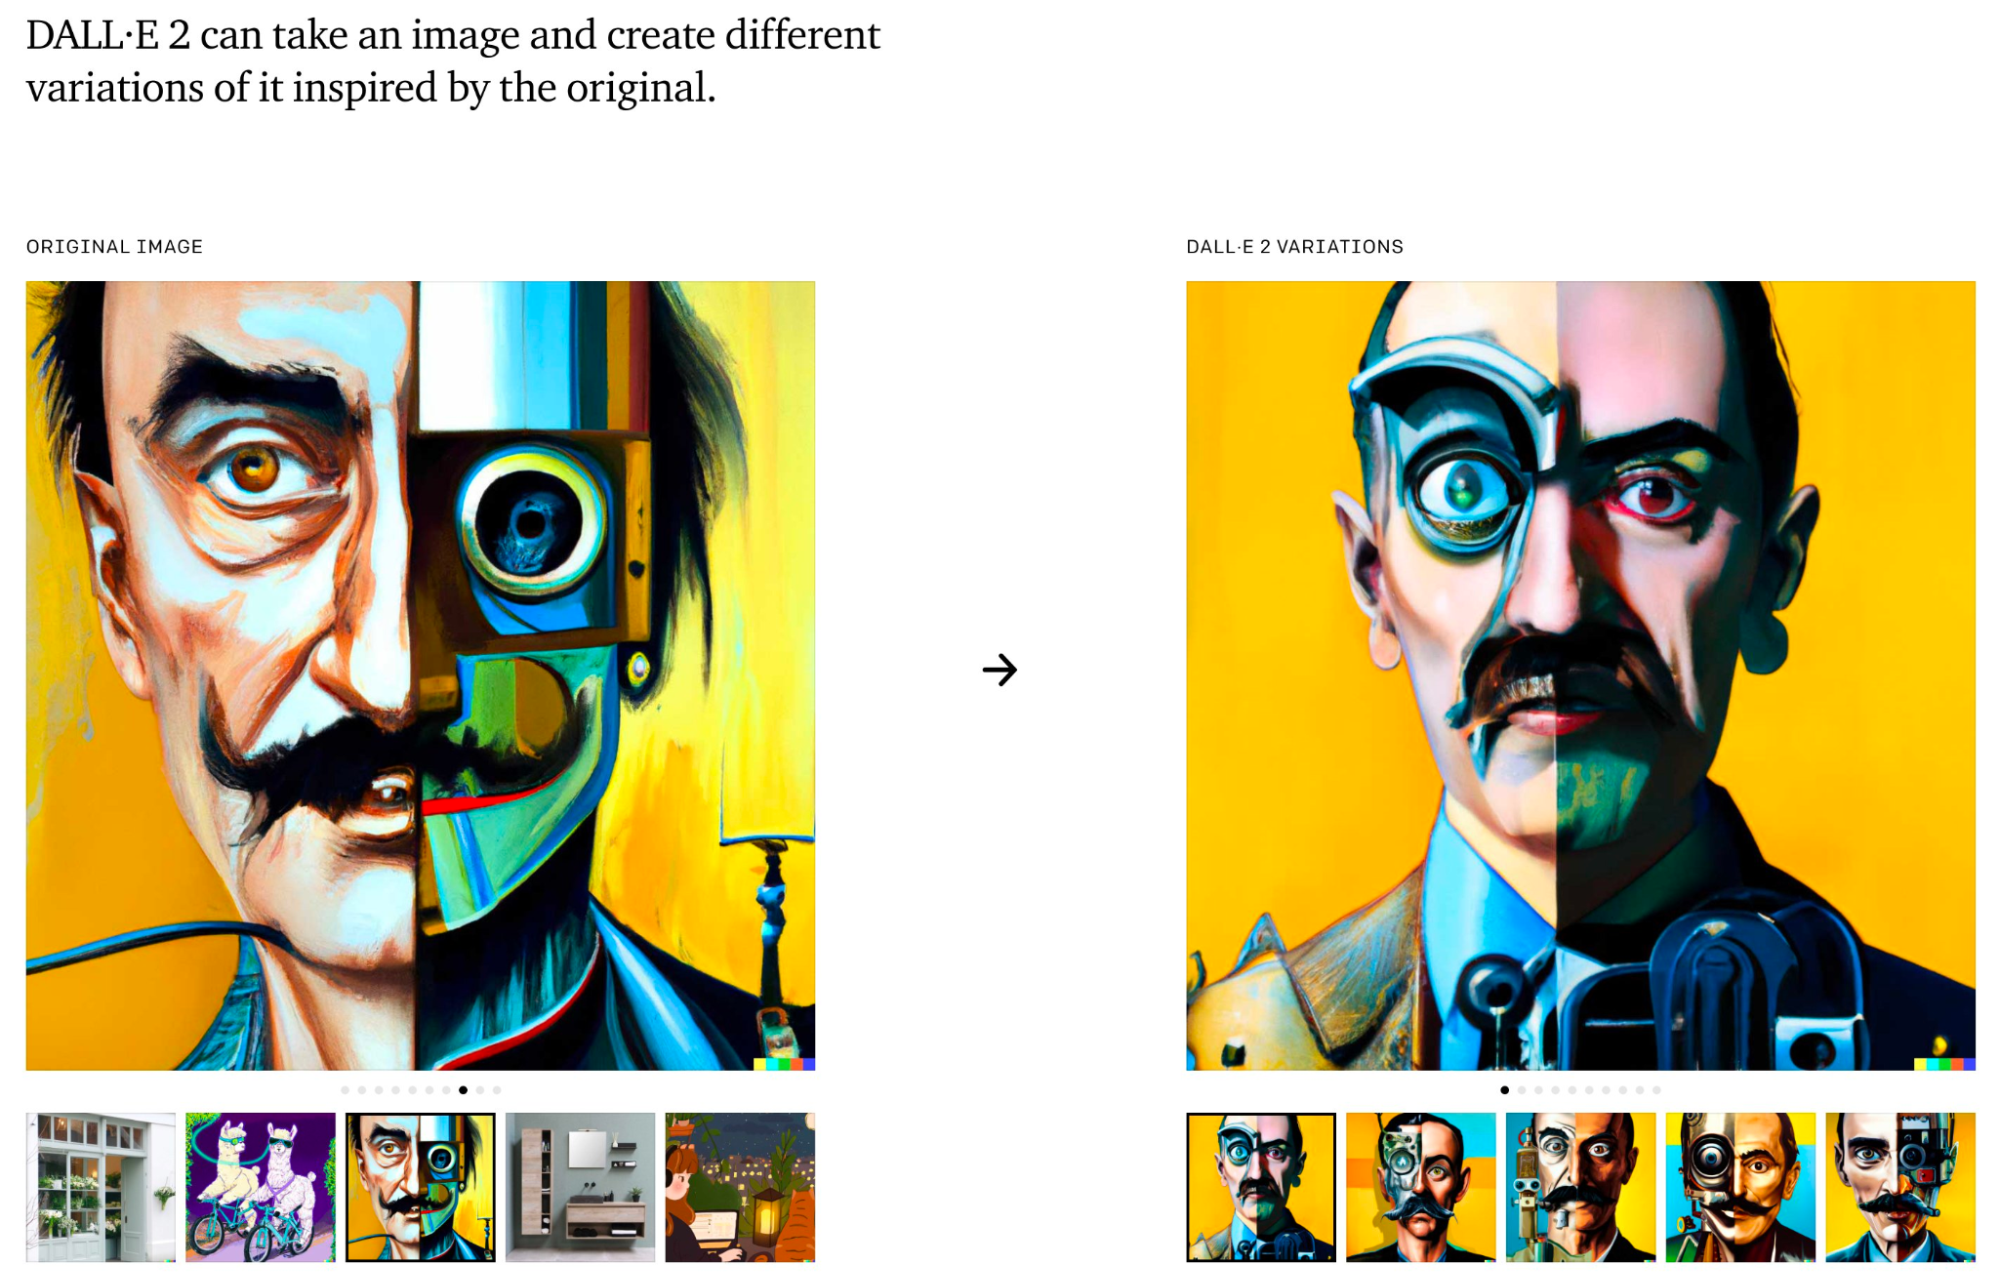 DALL·E 2 can take an image and create different
variations of it inspired by the original.
ORIGINAL IMAGE
DALL·E 2 VARIATIONS